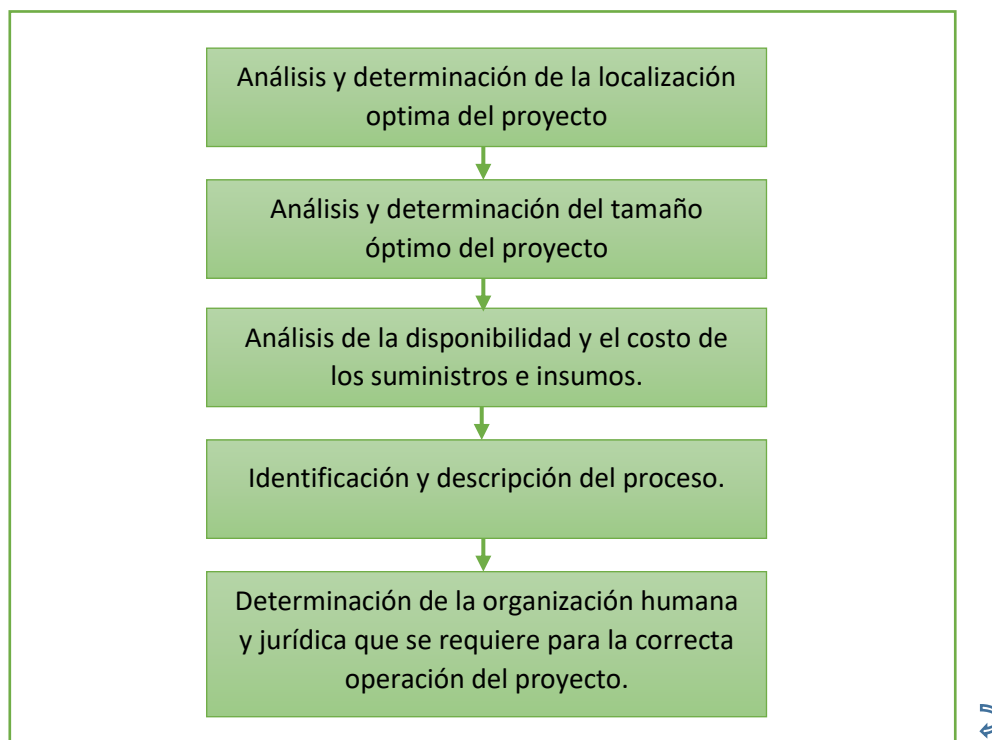 Análisis y determinación de la localización
optima del proyecto
Análisis y determinación del tamaño
óptimo del proyecto
Análisis de la disponibilidad y el costo de
los suministros e insumos.
Identificación y descripción del proceso.
Determinación de la organización humana
y jurídica que se requiere para la correcta
operación del proyecto.